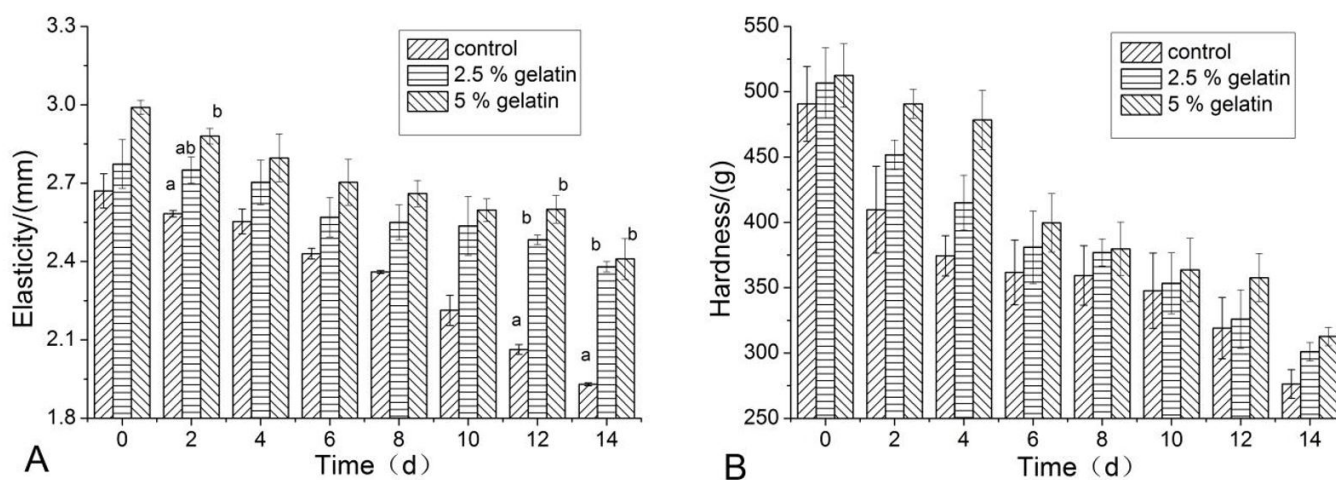 3.3
3.0
2.7
2.4
2.1
1.8
Elasticity/(mm)
control
2.5 % gelatin
5 % gelatin
a
ab
b
a
b
b
a
b
b
0 2 4 6 8 10 12 14
Time（d）
A
550
500
450
400
350
300
250
Hardness/(g)
control
2.5 % gelatin
5 % gelatin
0 2 4 6 8 10 12 14
Time（d）
B